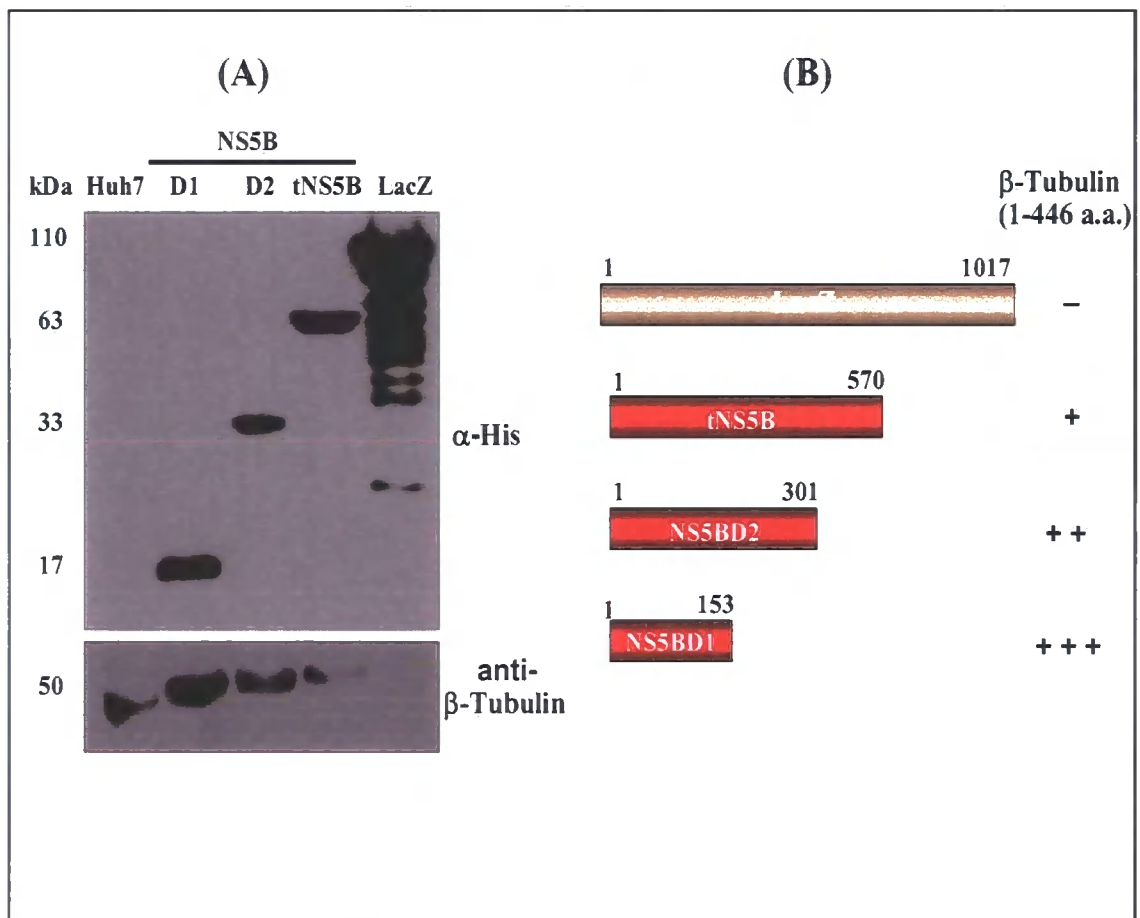 (A)
NS5B
kDa Huh7 D1 D2 tNS5B LacZ
110
63
33
17
α-His
50
anti-
β-Tubulin
(B)
β-Tubulin
(1-446 a.a.)
1 1017
–
1 570
tNS5B
+
1 301
NS5BD2
+ +
1 153
NS5BD1
+ + +